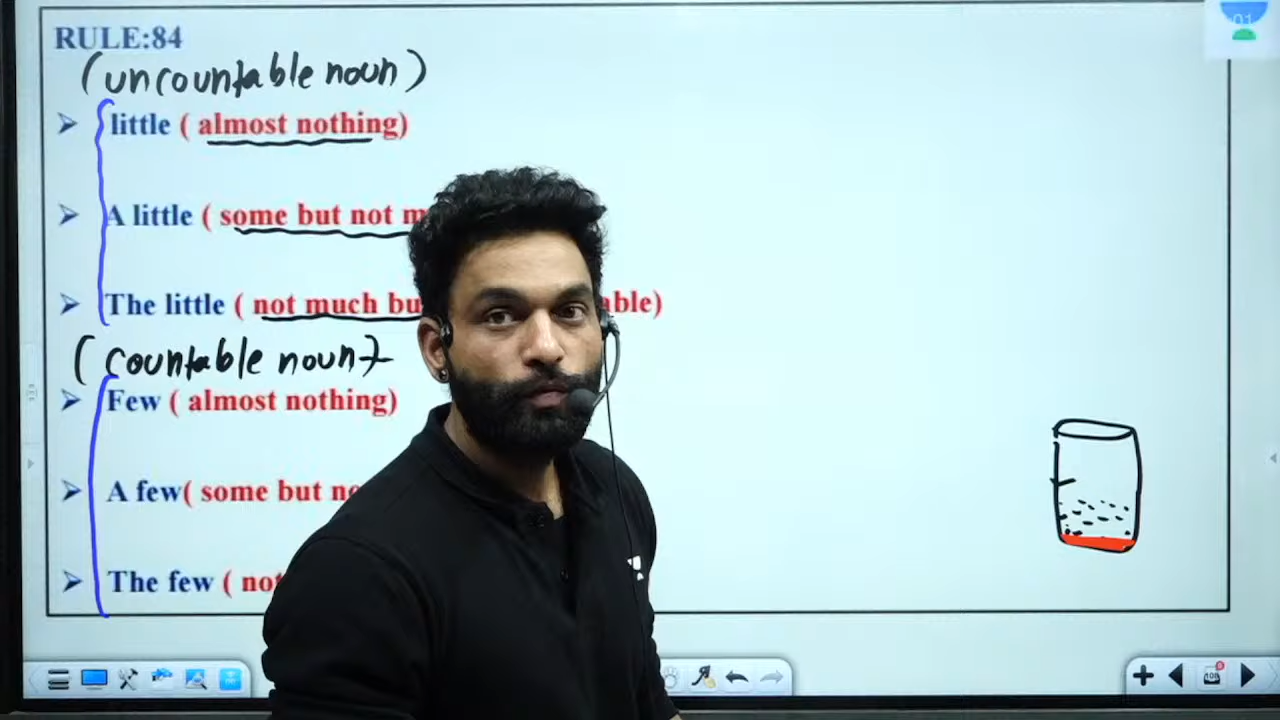 RULE:84
(uncountable noun)
➤ little ( almost nothing)
➤ A little ( some but not
➤ The little ( not much able)
(countable noun)
➤ Few ( almost nothing)
➤ A few( some but
➤ The few ( not